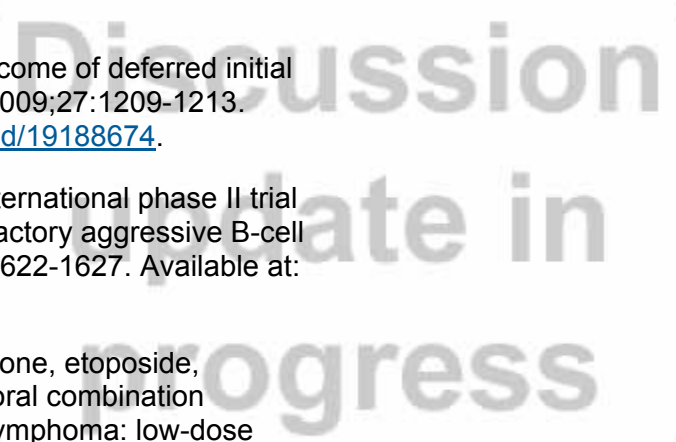 Discussion
come of deferred initial
009;27:1209-1213.
d/19188674.
ternational phase II trial
update in
actory aggressive B-cell
622-1627. Available at:
one, etoposide,
progress
oral combination
ymphoma: low-dose